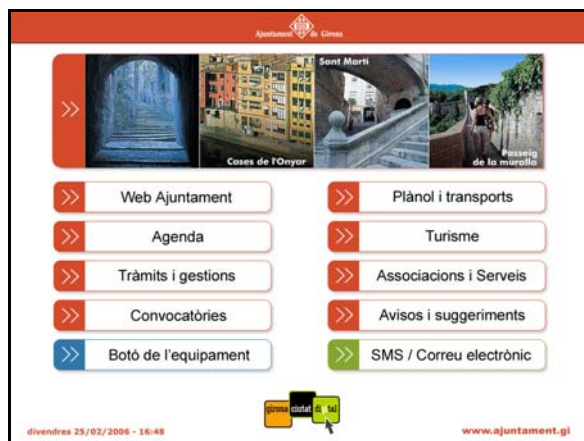 Ajuntament de Girona
Sant Martí
Cases de l'Onyar
Passeig
de la muralla
Web Ajuntament
Plànol i transports
Agenda
Turisme
Tràmits i gestions
Associacions i Serveis
Convocatòries
Avisos i suggeriments
Botó de l'equipament
SMS / Correu electrònic
girona ciutat digital
divendres 25/02/2006 - 16:48
www.ajuntament.gi